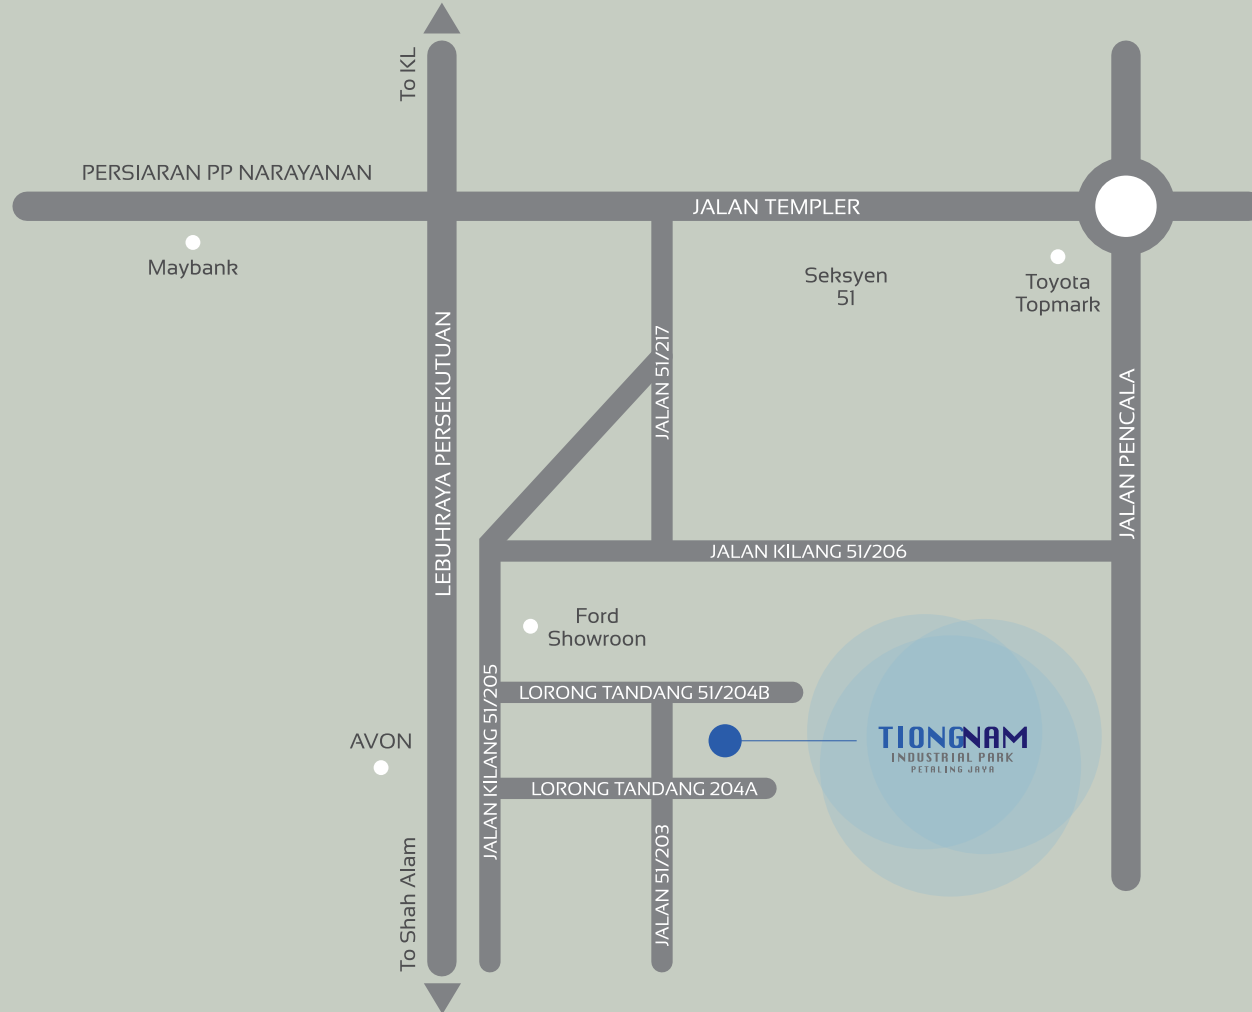 To KL
PERSIARAN PP NARAYANAN
JALAN TEMPLER
Maybank
Seksyen
51
Toyota
Topmark
LEBUHRAYA PERSEKUTUAN
JALAN 51/217
JALAN PENCALA
JALAN KILANG 51/206
Ford
Showroon
JALAN KILANG 51/205
LORONG TANDANG 51/204B
AVON
TIONGNAM
INDUSTRIAL PARK
PETALING JAYA
LORONG TANDANG 204A
JALAN 51/203
To Shah Alam